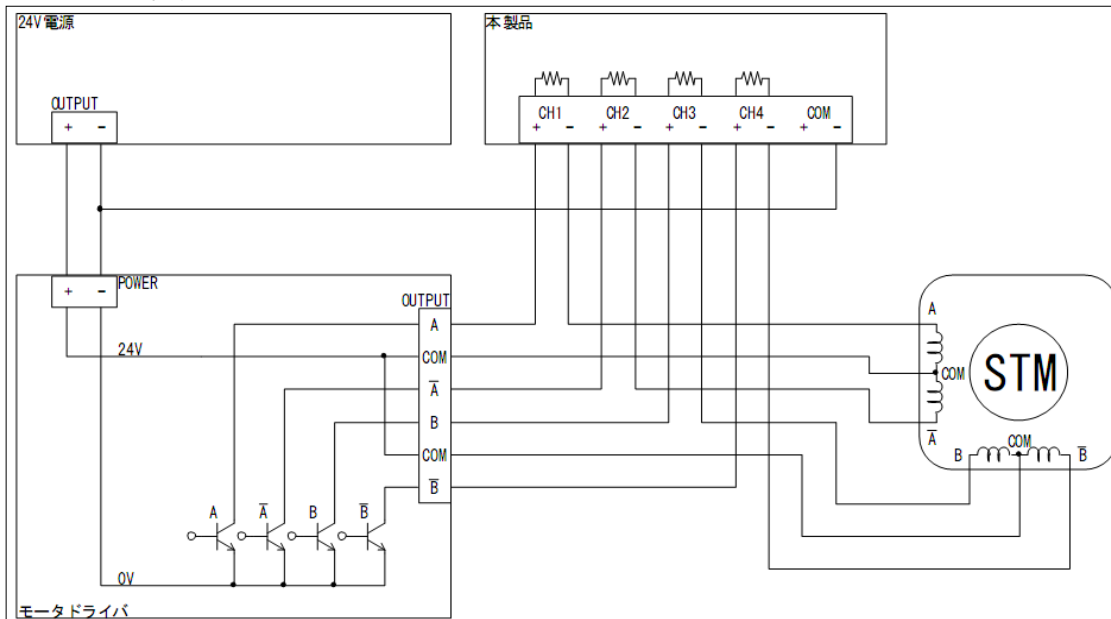 24V電源
本製品
OUTPUT
+ -
CH1 CH2 CH3 CH4 COM
+ - + - + - + - + -
POWER
+ -
OUTPUT
A
24V
COM
A̅
B
COM
B̅
A A̅ B B̅
0V
モータドライバ
A
COM
STM
A̅
B COM B̅